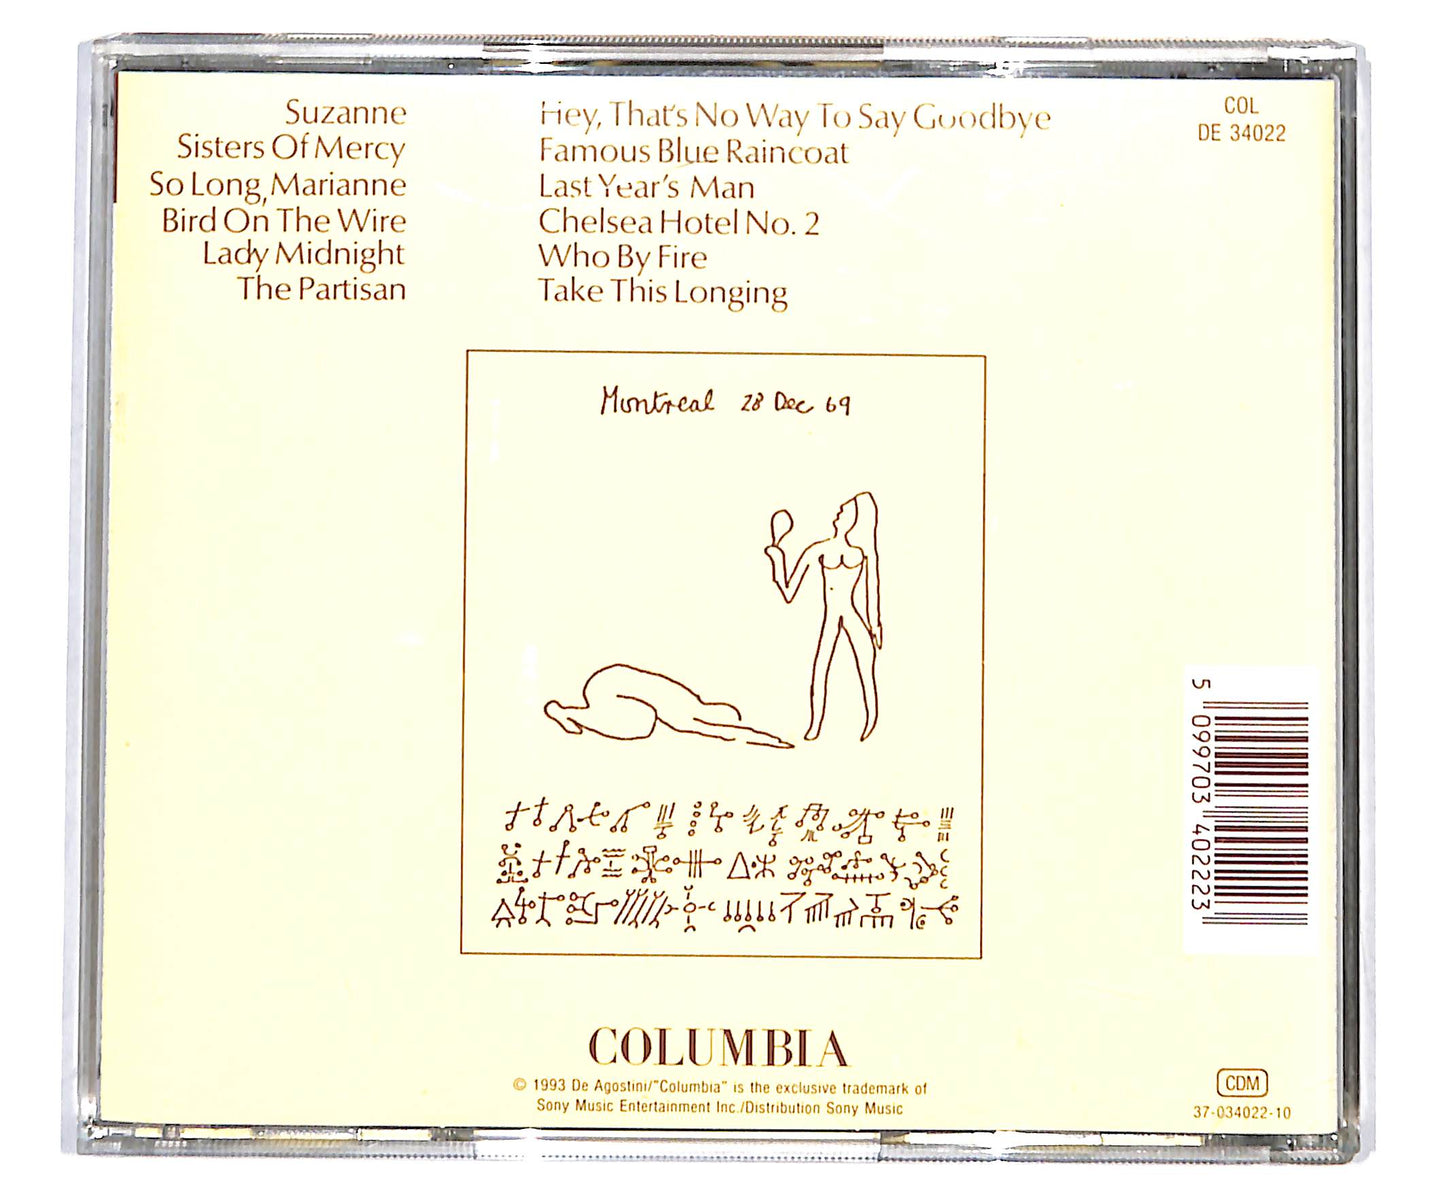 Suzanne
Sisters Of Mercy
So Long, Marianne
Bird On The Wire
Lady Midnight
The Partisan
Hey, That's No Way To Say Goodbye
Famous Blue Raincoat
Last Year's Man
Chelsea Hotel No. 2
Who By Fire
Take This Longing
COL
DE 34022
Montreal 28 Dec 69
5 099703 402223
COLUMBIA
© 1993 De Agostini/"Columbia" is the exclusive trademark of
Sony Music Entertainment Inc./Distribution Sony Music
CDM
37-034022-10